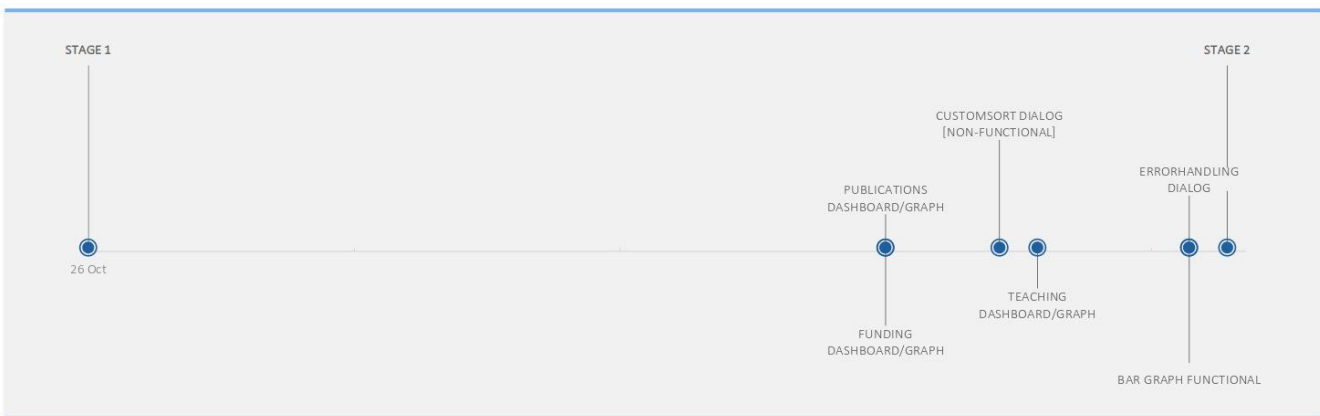 STAGE 1
STAGE 2
CUSTOMSORT DIALOG
[NON-FUNCTIONAL]
ERRORHANDLING
DIALOG
PUBLICATIONS
DASHBOARD/GRAPH
26 Oct
TEACHING
DASHBOARD/GRAPH
FUNDING
DASHBOARD/GRAPH
BAR GRAPH FUNCTIONAL